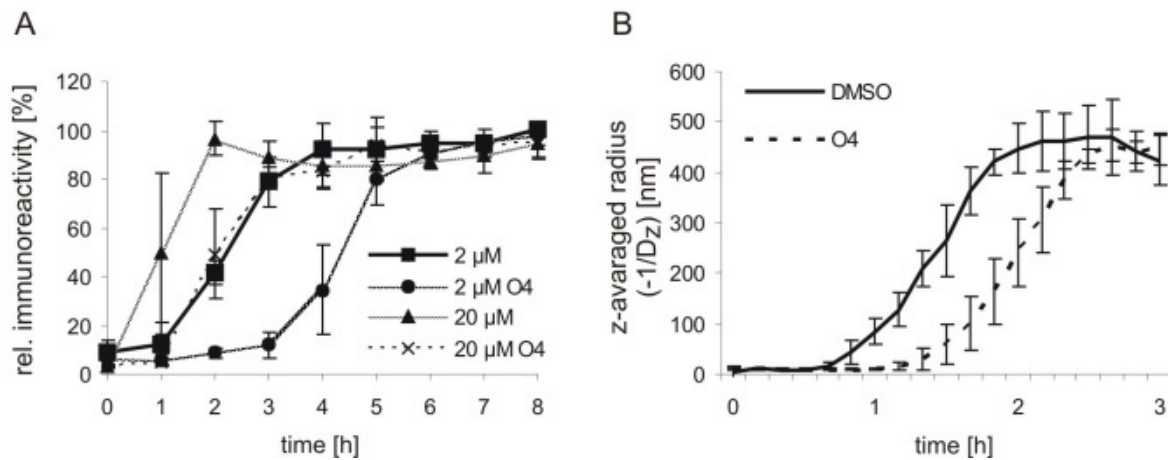 A
rel. immunoreactivity [%]
120
100
80
60
40
20
0
0 1 2 3 4 5 6 7 8
time [h]
2 µM
2 µM O4
20 µM
20 µM O4
B
z-avaraged radius
(-1/Dz) [nm]
600
500
400
300
200
100
0
0 1 2 3
time [h]
DMSO
O4